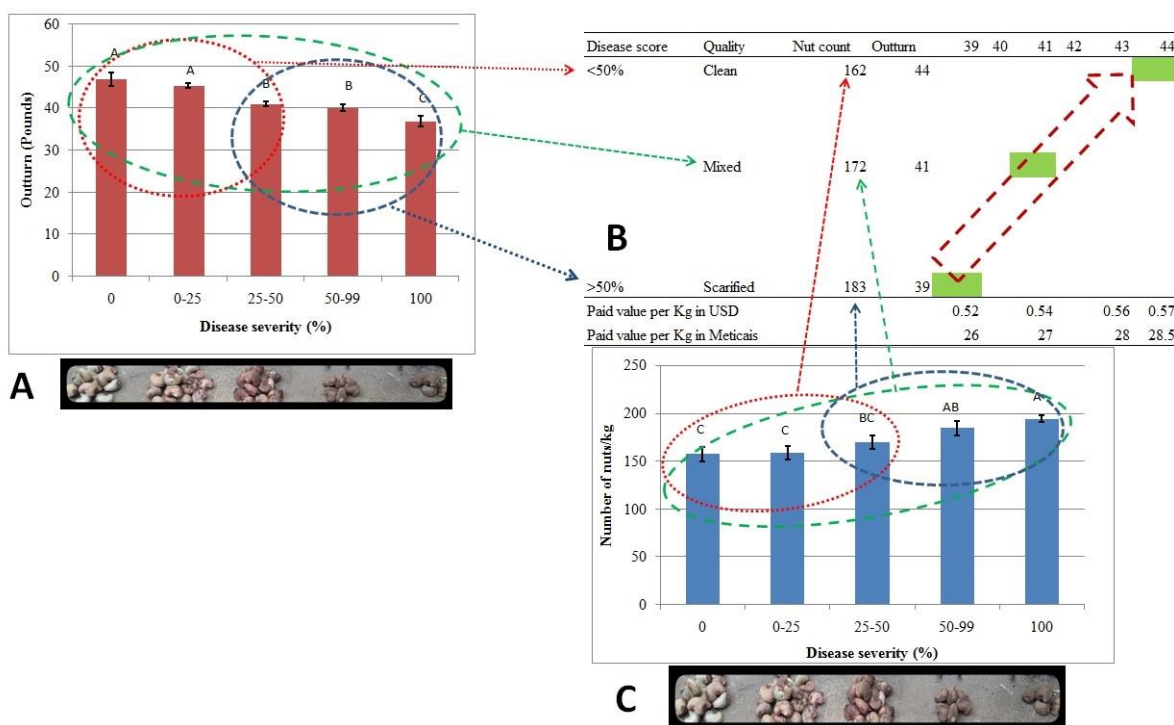 60
50
40
30
20
10
0
Outturn (Pounds)
A
A
B
B
C
0 0-25 25-50 50-99 100
Disease severity (%)
A
Disease score Quality Nut count Outturn 39 40 41 42 43 44
<50% Clean 162 44
Mixed 172 41
B
>50% Scarified 183 39
Paid value per Kg in USD 0.52 0.54 0.56 0.57
Paid value per Kg in Meticais 26 27 28 28.5
250
200
150
100
50
0
Number of nuts/kg
C
C
BC
AB
A
0 0-25 25-50 50-99 100
Disease severity (%)
C